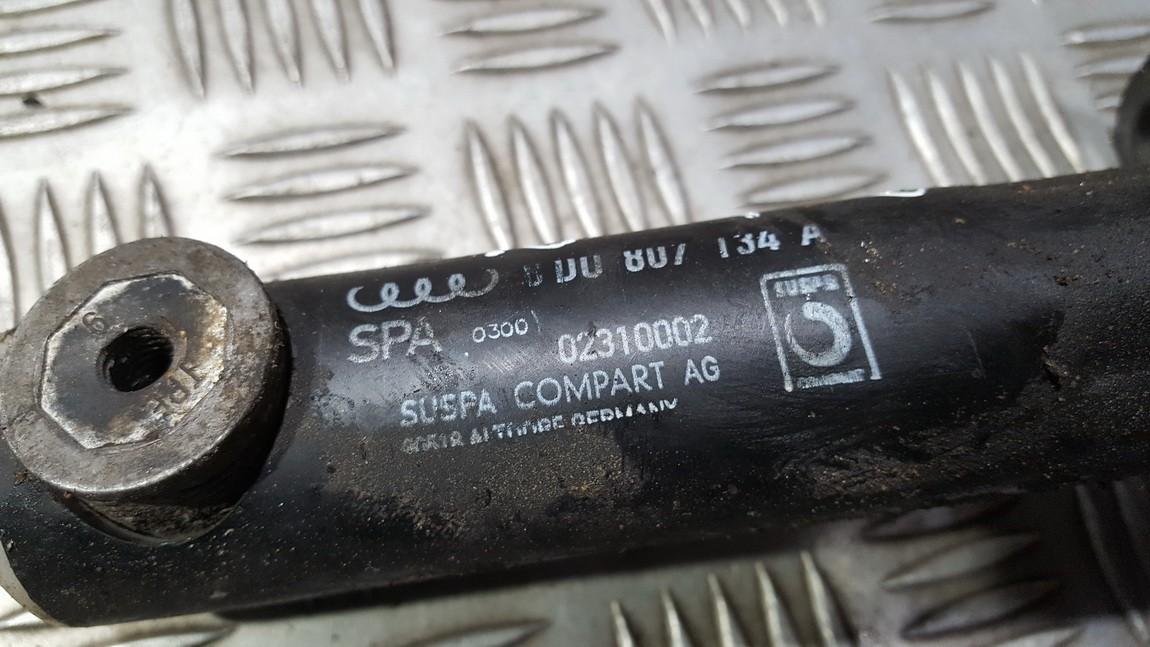 8D0 807 134 A
SPA 0300 02310002
SUSPA
SUSPA COMPART AG
90518 ALTDORF GERMANY